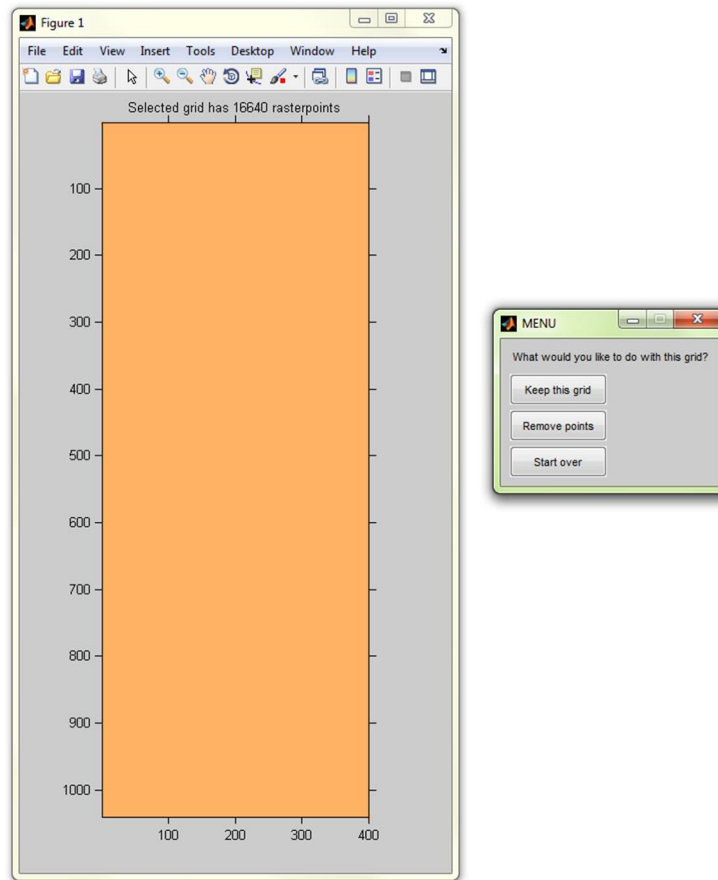 Figure 1
File Edit View Insert Tools Desktop Window Help
Selected grid has 16640 rasterpoints
100
200
300
400
500
600
700
800
900
1000
100 200 300 400
MENU
What would you like to do with this grid?
Keep this grid
Remove points
Start over